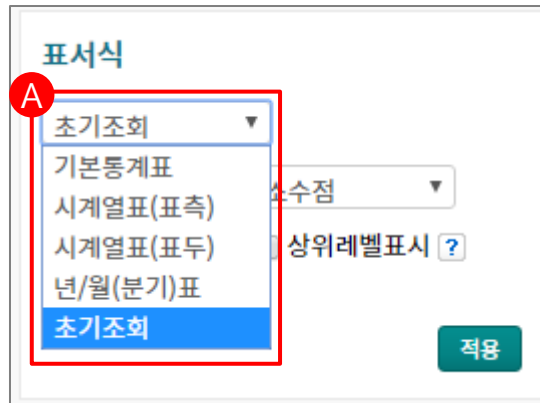 표서식
A
초기조회
기본통계표
소수점
시계열표(표측)
시계열표(표두)
상위레벨표시 ?
년/월(분기)표
초기조회
적용